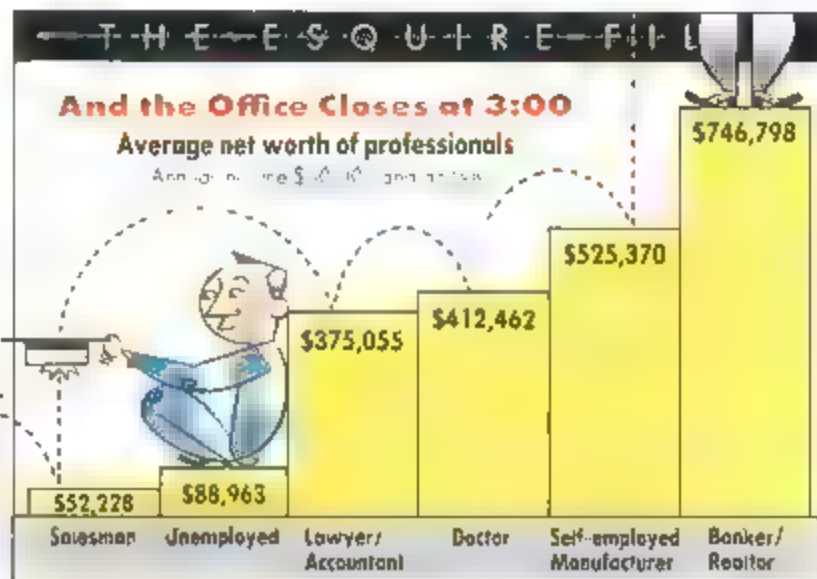 THE ESQUIRE FIL
And the Office Closes at 3:00
Average net worth of professionals
$746,798
$525,370
$412,462
$375,055
$88,963
$52,228
Salesman Unemployed Lawyer/ Doctor Self-employed Banker/
Accountant Manufacturer Realtor